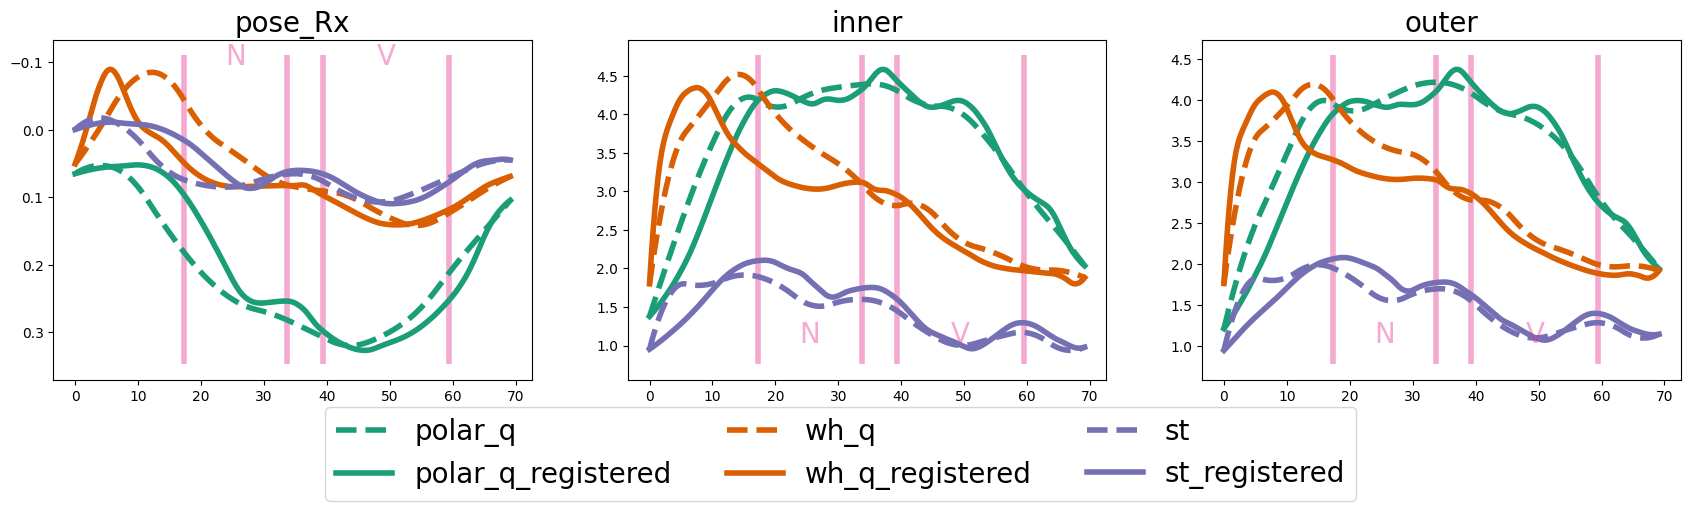 pose_Rx
inner
outer
−0.1
0.0
0.1
0.2
0.3
N
V
0 10 20 30 40 50 60 70
4.5
4.0
3.5
3.0
2.5
2.0
1.5
1.0
N
V
0 10 20 30 40 50 60 70
4.5
4.0
3.5
3.0
2.5
2.0
1.5
1.0
N
V
0 10 20 30 40 50 60 70
polar_q
wh_q
st
polar_q_registered
wh_q_registered
st_registered